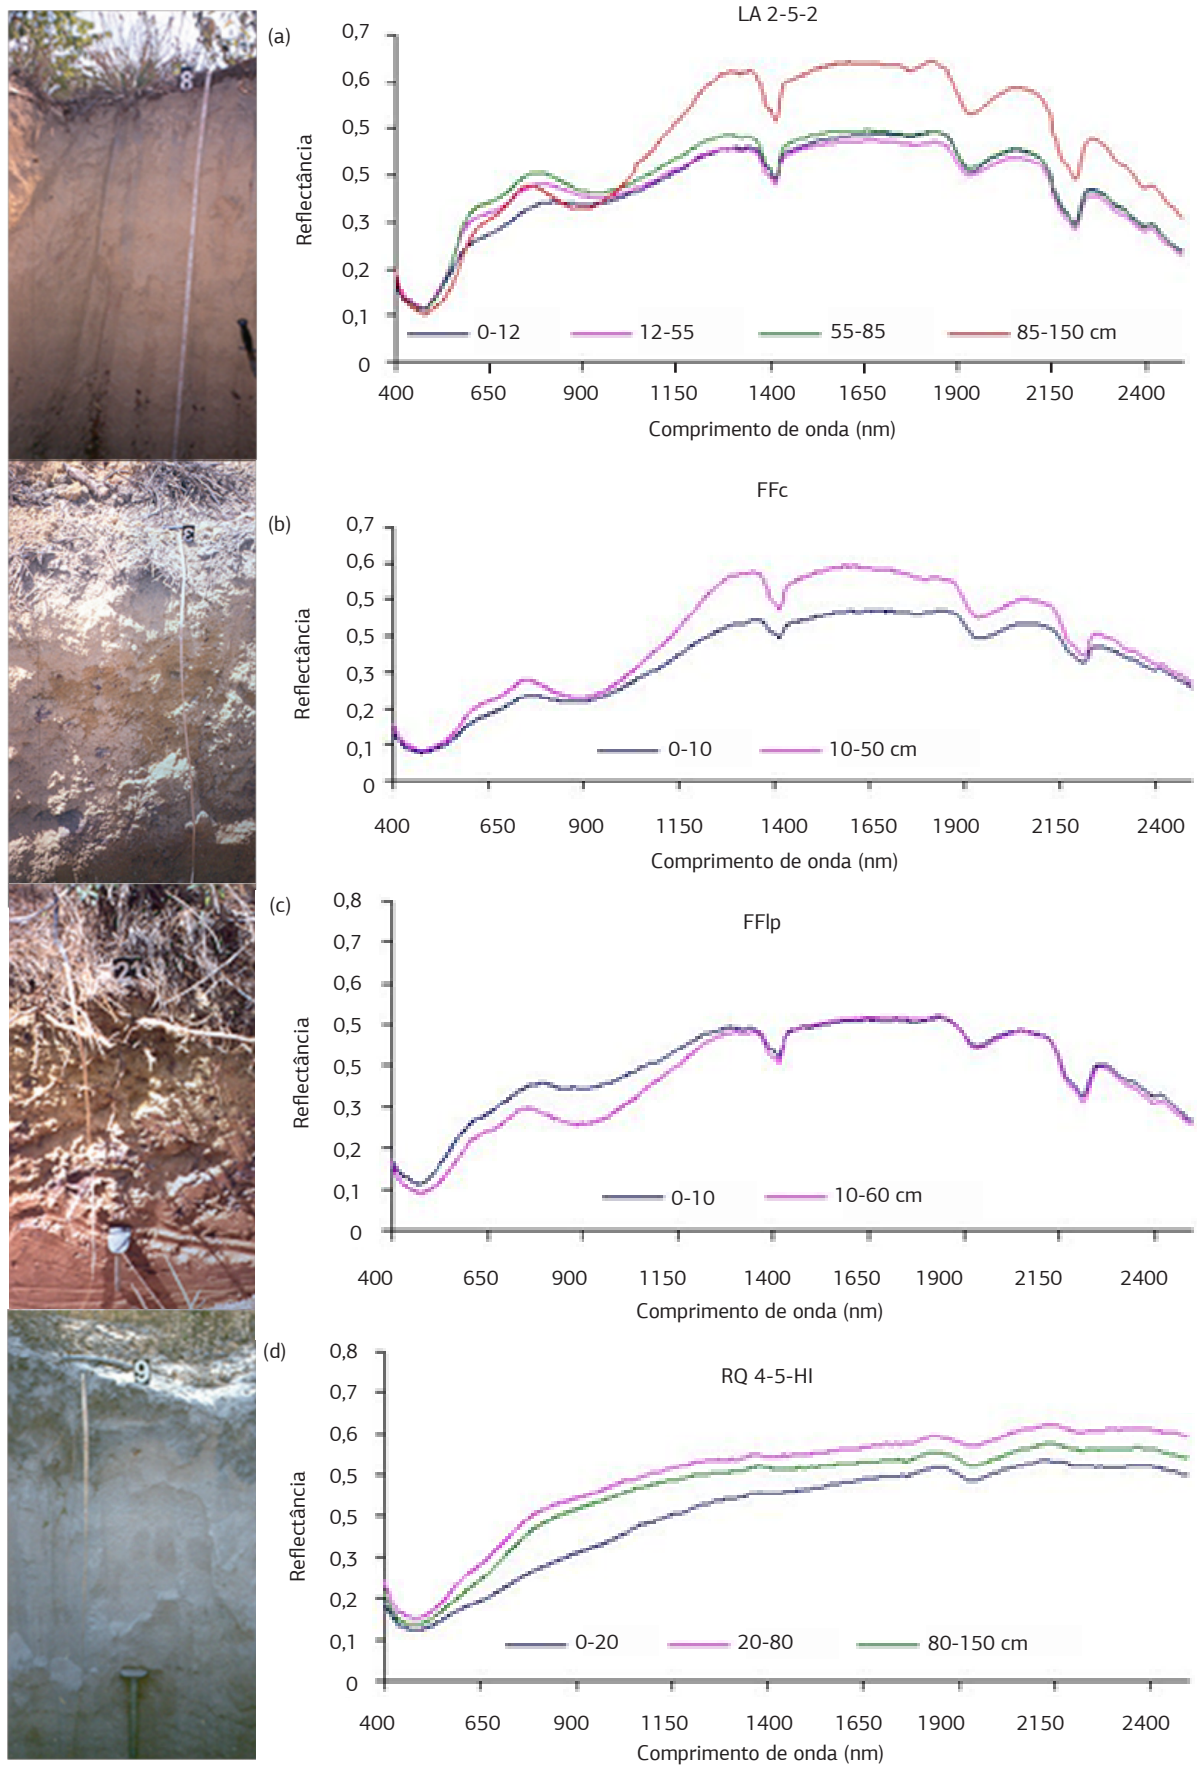 (a)
LA 2-5-2
0,7
0,6
0,5
0,5
0,3
0,2
0,1
0
Reflectância
0-12 12-55 55-85 85-150 cm
400 650 900 1150 1400 1650 1900 2150 2400
Comprimento de onda (nm)
8
(b)
FFc
0,7
0,6
0,5
0,5
0,3
0,2
0,1
0
Reflectância
0-10 10-50 cm
400 650 900 1150 1400 1650 1900 2150 2400
Comprimento de onda (nm)
(c)
FFlp
0,8
0,7
0,6
0,5
0,5
0,3
0,2
0,1
0
Reflectância
0-10 10-60 cm
400 650 900 1150 1400 1650 1900 2150 2400
Comprimento de onda (nm)
(d)
RQ 4-5-HI
0,8
0,7
0,6
0,5
0,5
0,3
0,2
0,1
0
Reflectância
0-20 20-80 80-150 cm
400 650 900 1150 1400 1650 1900 2150 2400
Comprimento de onda (nm)
9